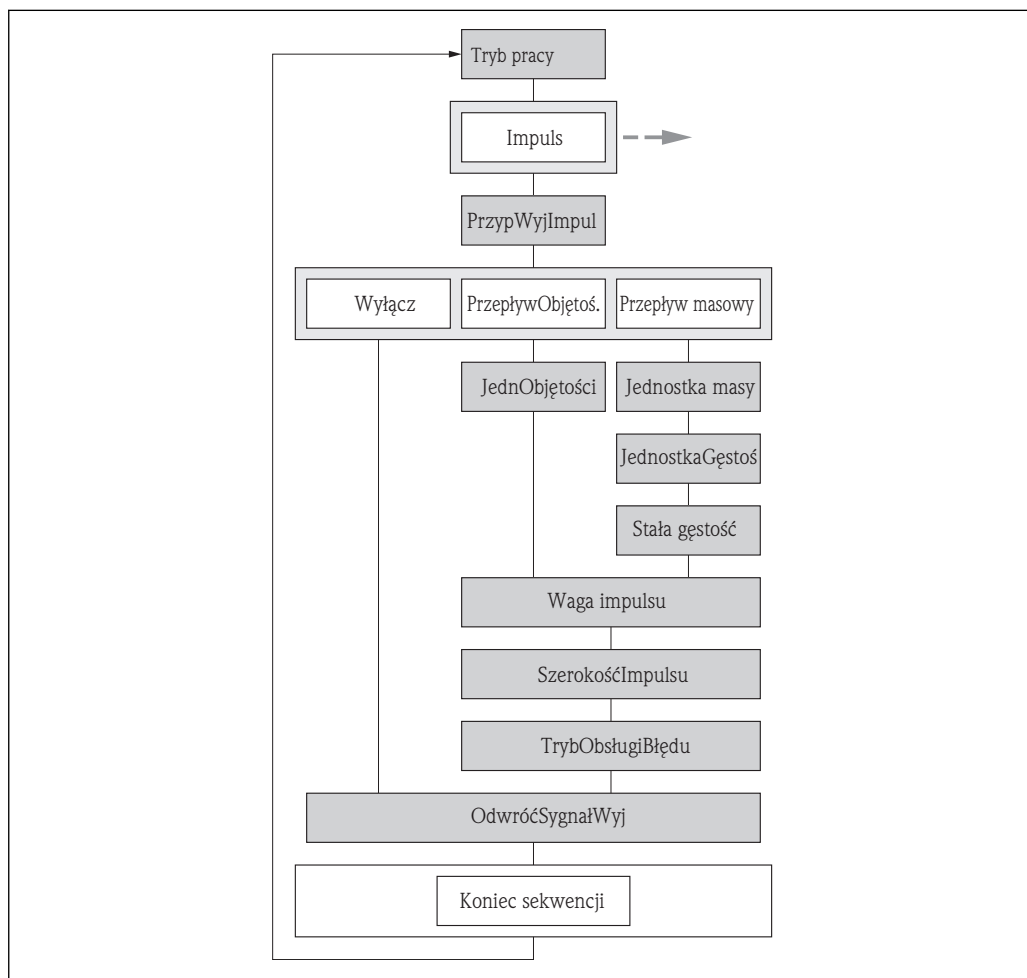 Tryb pracy
Impuls
PrzypWyjImpul
Wyłącz
PrzepływObjętoś.
Przepływ masowy
JednObjętości
Jednostka masy
JednostkaGęstoś
Stała gęstość
Waga impulsu
SzerokośćImpulsu
TrybObsługiBłędu
OdwróćSygnałWyj
Koniec sekwencji